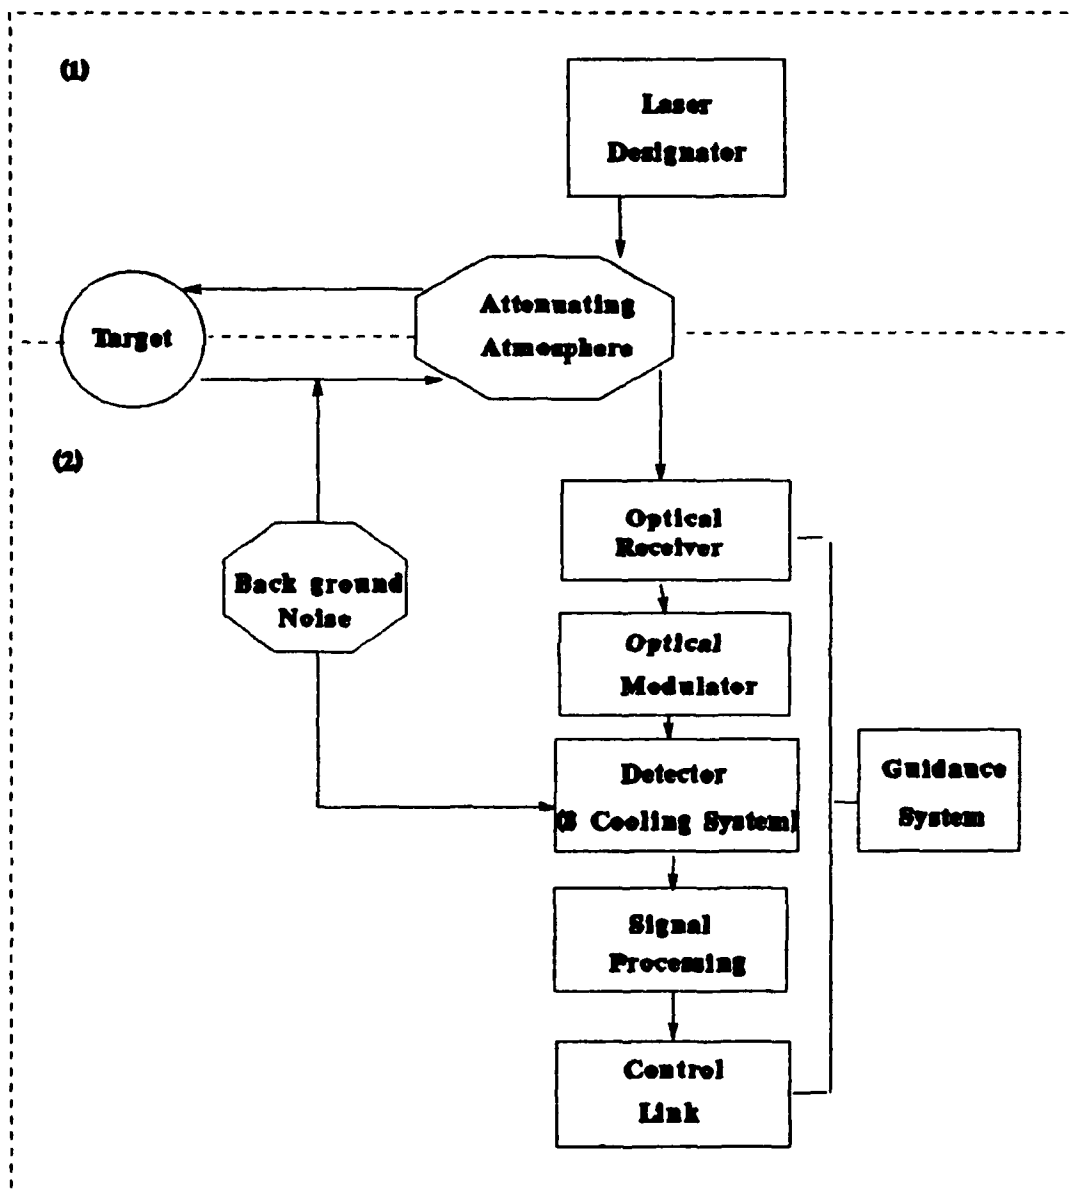 (1)
Laser
Designator
Attenuating
Atmosphere
Target
(2)
Optical
Receiver
Back ground
Noise
Optical
Modulator
Detector
(8 Cooling System)
Guidance
System
Signal
Processing
Control
Link